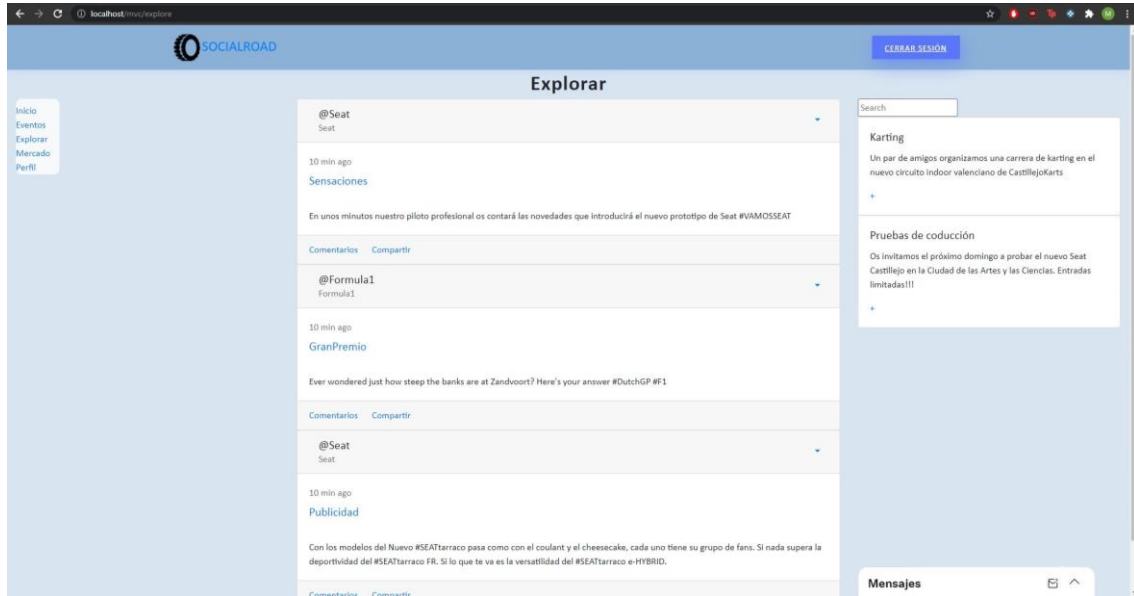 localhost/mvc/explore
M
SOCIALROAD
CERRAR SESIÓN
Explorar
Inicio
Eventos
Explorar
Mercado
Perfil
@Seat
Seat
10 min ago
Sensaciones
En unos minutos nuestro piloto profesional os contará las novedades que introducirá el nuevo prototipo de Seat #VAMOSSEAT
Comentarios Compartir
@Formula1
Formula1
10 min ago
GranPremio
Ever wondered just how steep the banks are at Zandvoort? Here's your answer #DutchGP #F1
Comentarios Compartir
@Seat
Seat
10 min ago
Publicidad
Con los modelos del Nuevo #SEATtarraco pasa como con el coulant y el cheesecake, cada uno tiene su grupo de fans. Si nada supera la
deportividad del #SEATtarraco FR. Si lo que te va es la versatilidad del #SEATtarraco e-HYBRID.
Comentarios Compartir
Search
Karting
Un par de amigos organizamos una carrera de karting en el
nuevo circuito indoor valenciano de CastillejoKarts
+
Pruebas de coducción
Os invitamos el próximo domingo a probar el nuevo Seat
Castillejo en la Ciudad de las Artes y las Ciencias. Entradas
limitadas!!!
+
Mensajes